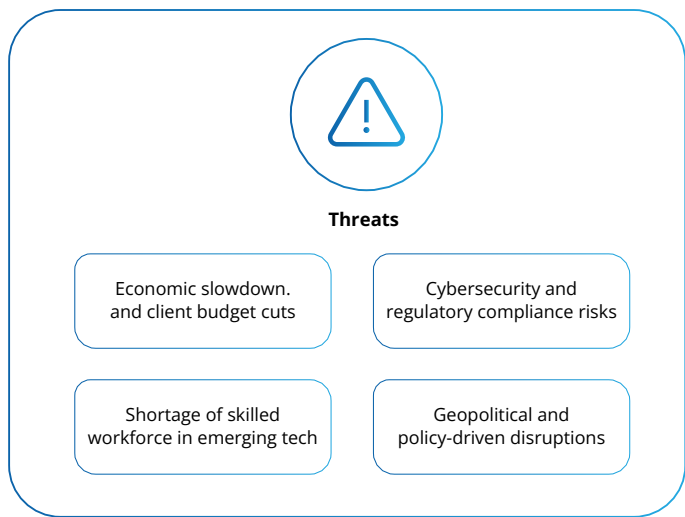 Threats
Economic slowdown.
and client budget cuts
Cybersecurity and
regulatory compliance risks
Shortage of skilled
workforce in emerging tech
Geopolitical and
policy-driven disruptions